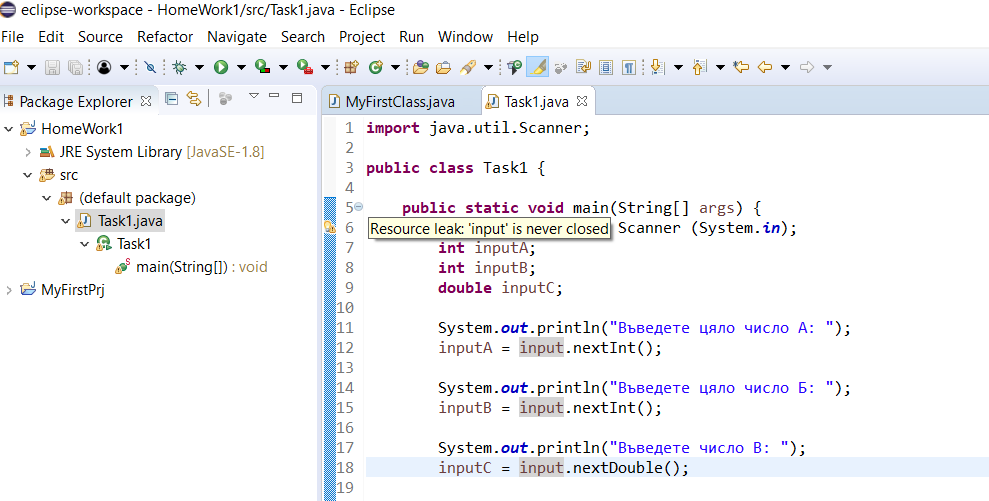 eclipse-workspace - HomeWork1/src/Task1.java - Eclipse
File Edit Source Refactor Navigate Search Project Run Window Help
Package Explorer
HomeWork1
JRE System Library [JavaSE-1.8]
src
(default package)
Task1.java
Task1
main(String[]) : void
MyFirstPrj
MyFirstClass.java Task1.java
1 import java.util.Scanner;
2
3 public class Task1 {
4
5 public static void main(String[] args) {
6 Resource leak: 'input' is never closed Scanner (System.in);
7 int inputA;
8 int inputB;
9 double inputC;
10
11 System.out.println("Въведете цяло число А: ");
12 inputA = input.nextInt();
13
14 System.out.println("Въведете цяло число Б: ");
15 inputB = input.nextInt();
16
17 System.out.println("Въведете число В: ");
18 inputC = input.nextDouble();
19